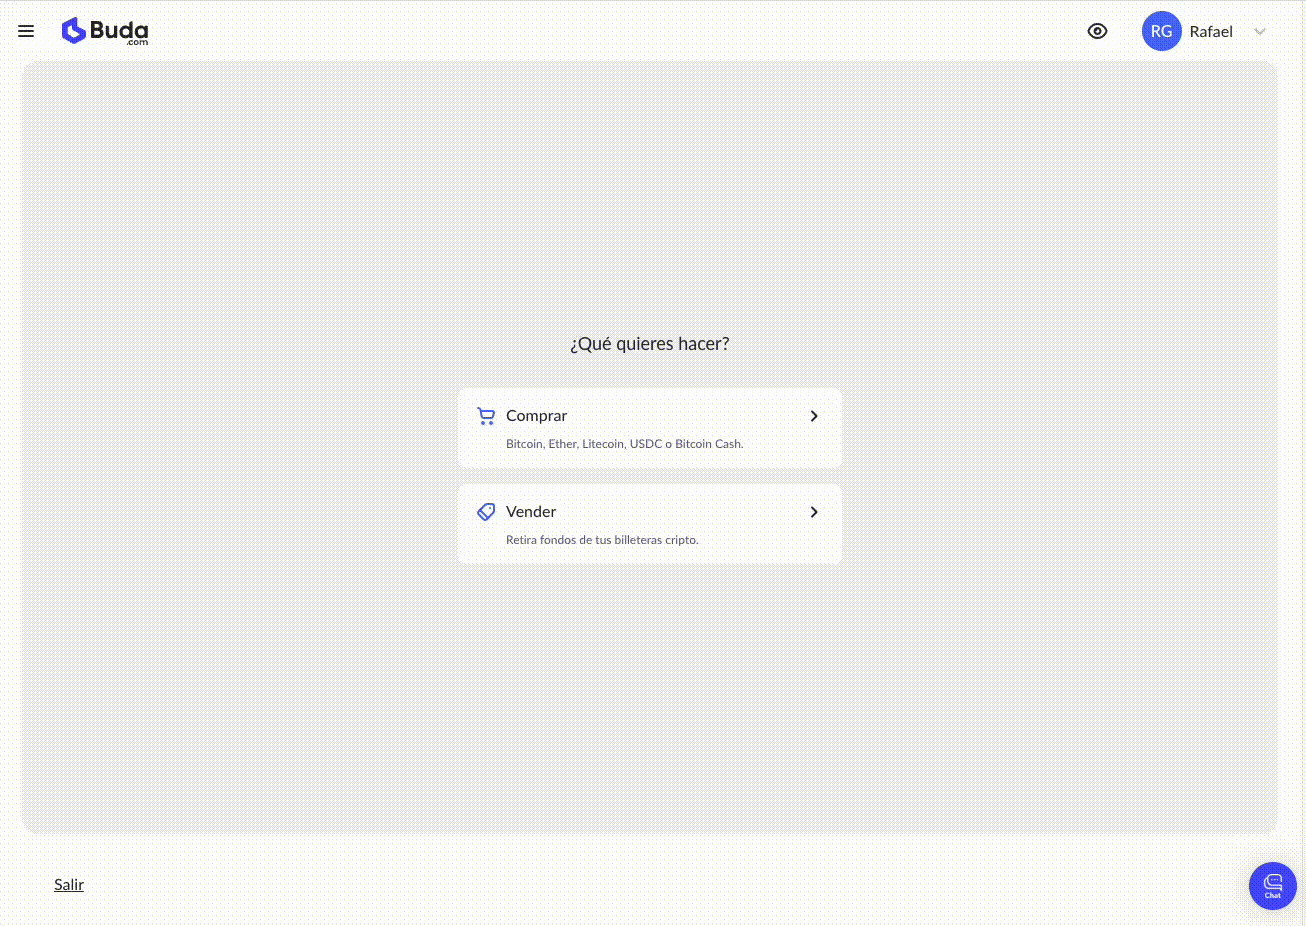 Buda
.com
RG
Rafael
¿Qué quieres hacer?
Comprar
Bitcoin, Ether, Litecoin, USDC o Bitcoin Cash.
Vender
Retira fondos de tus billeteras cripto.
Salir
Chat